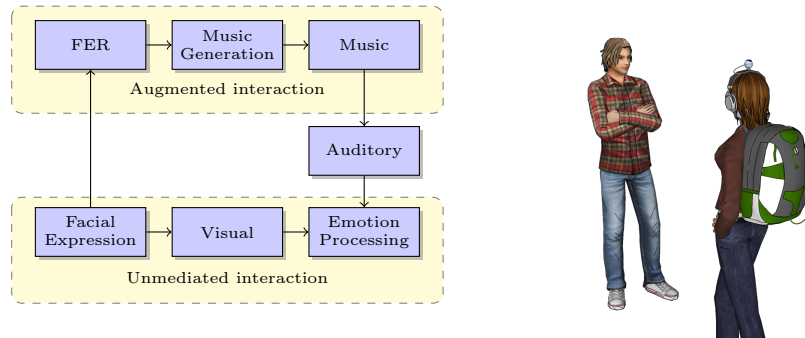 FER
Music
Generation
Music
Augmented interaction
Auditory
Facial
Expression
Visual
Emotion
Processing
Unmediated interaction